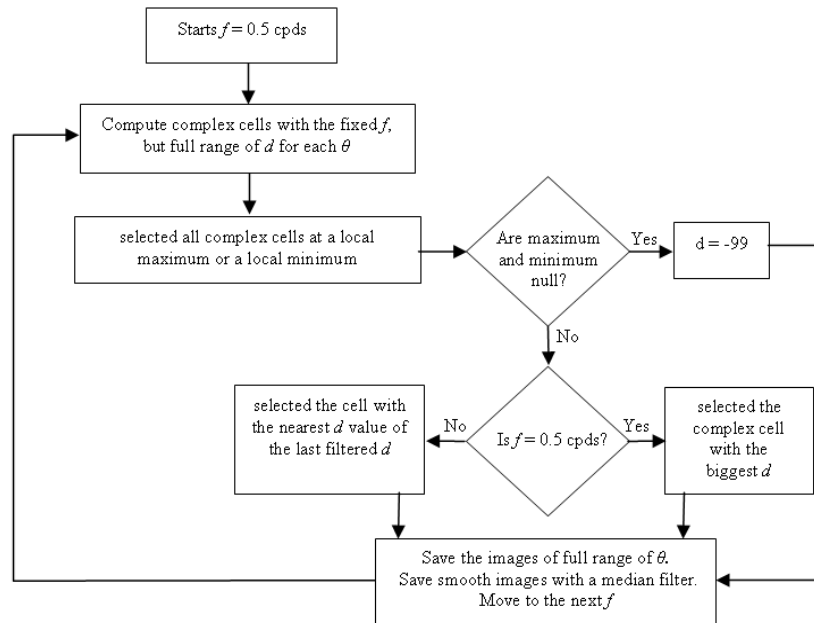 Starts f = 0.5 cpds
Compute complex cells with the fixed f,
but full range of d for each θ
selected all complex cells at a local
maximum or a local minimum
Are maximum
and minimum
null?
Yes
d = -99
No
selected the cell with
the nearest d value of
the last filtered d
No
Is f = 0.5 cpds?
Yes
selected the
complex cell
with the
biggest d
Save the images of full range of θ.
Save smooth images with a median filter.
Move to the next f